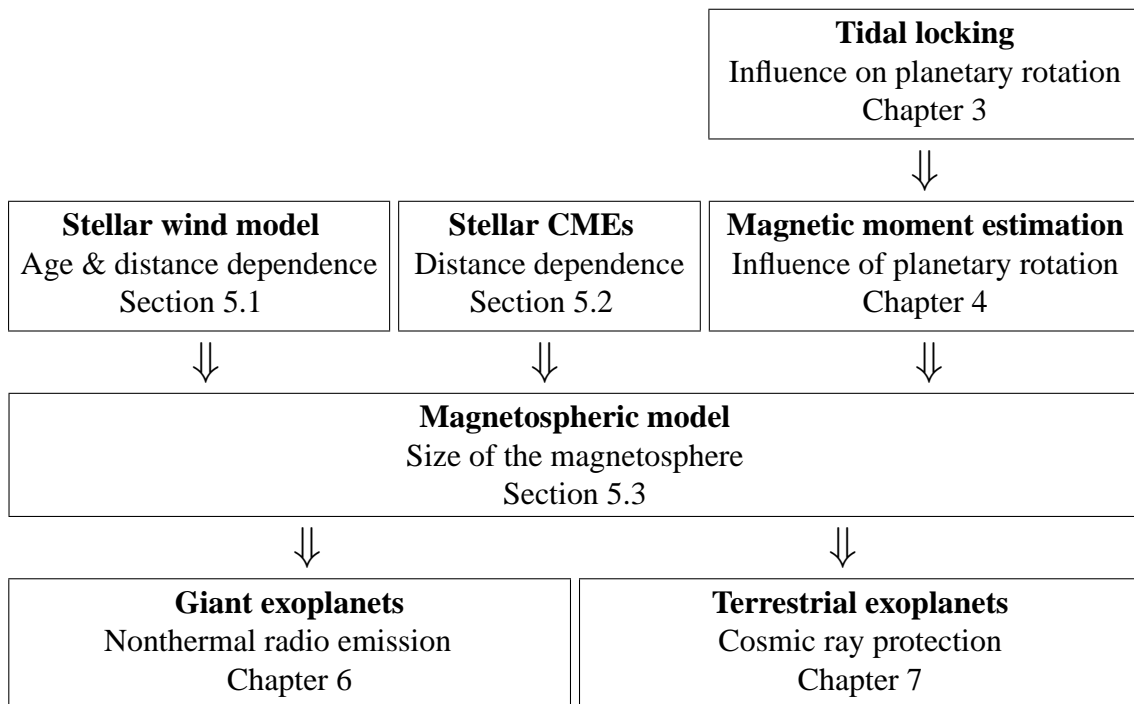 Tidal locking
Influence on planetary rotation
Chapter 3
⇓
Stellar wind model
Age & distance dependence
Section 5.1
Stellar CMEs
Distance dependence
Section 5.2
Magnetic moment estimation
Influence of planetary rotation
Chapter 4
⇓ ⇓ ⇓
Magnetospheric model
Size of the magnetosphere
Section 5.3
⇓ ⇓
Giant exoplanets
Nonthermal radio emission
Chapter 6
Terrestrial exoplanets
Cosmic ray protection
Chapter 7